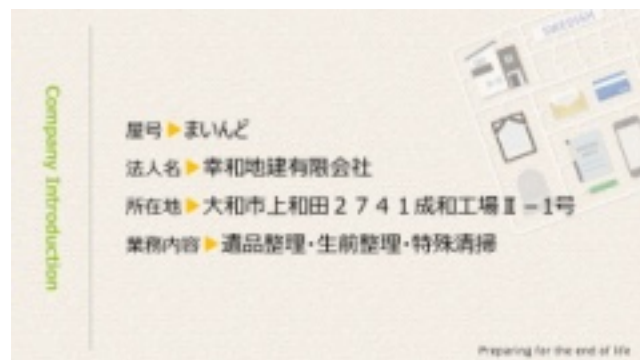 Company Introduction
屋号▶まいんど
法人名▶幸和地建有限会社
所在地▶大和市上和田２７４１成和工場Ⅱ－1号
業務内容▶遺品整理・生前整理・特殊清掃
Preparing for the end of life